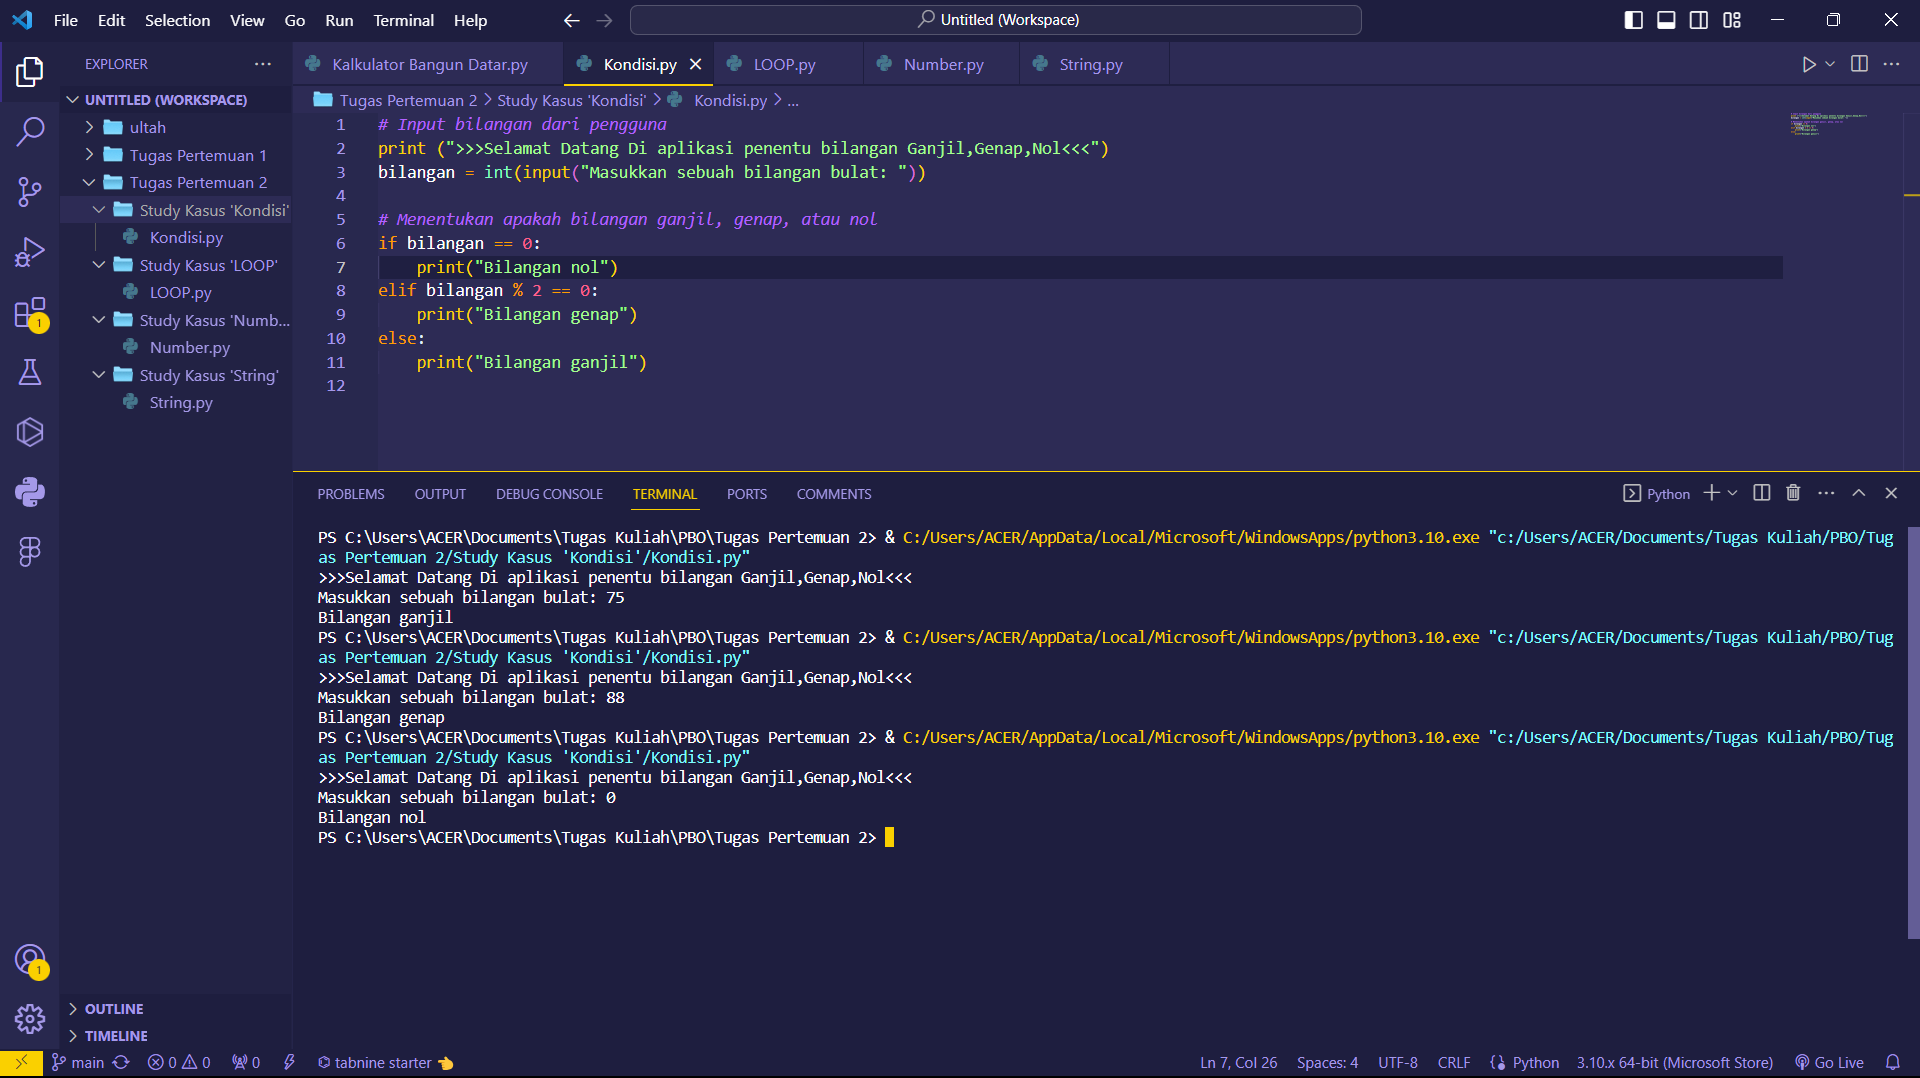 File Edit Selection View Go Run Terminal Help
Untitled (Workspace)
EXPLORER
UNTITLED (WORKSPACE)
ultah
Tugas Pertemuan 1
Tugas Pertemuan 2
Study Kasus 'Kondisi'
Kondisi.py
Study Kasus 'LOOP'
LOOP.py
Study Kasus 'Numb...
Number.py
Study Kasus 'String'
String.py
OUTLINE
TIMELINE
1
1
Kalkulator Bangun Datar.py Kondisi.py LOOP.py Number.py String.py
Tugas Pertemuan 2 > Study Kasus 'Kondisi' > Kondisi.py > ...
1 # Input bilangan dari pengguna
2 print (">>>Selamat Datang Di aplikasi penentu bilangan Ganjil,Genap,Nol<<<")
3 bilangan = int(input("Masukkan sebuah bilangan bulat: "))
4
5 # Menentukan apakah bilangan ganjil, genap, atau nol
6 if bilangan == 0:
7 print("Bilangan nol")
8 elif bilangan % 2 == 0:
9 print("Bilangan genap")
10 else:
11 print("Bilangan ganjil")
12
PROBLEMS OUTPUT DEBUG CONSOLE TERMINAL PORTS COMMENTS
Python
PS C:\Users\ACER\Documents\Tugas Kuliah\PBO\Tugas Pertemuan 2> & C:/Users/ACER/AppData/Local/Microsoft/WindowsApps/python3.10.exe "c:/Users/ACER/Documents/Tugas Kuliah/PBO/Tug
as Pertemuan 2/Study Kasus 'Kondisi'/Kondisi.py"
>>>Selamat Datang Di aplikasi penentu bilangan Ganjil,Genap,Nol<<<
Masukkan sebuah bilangan bulat: 75
Bilangan ganjil
PS C:\Users\ACER\Documents\Tugas Kuliah\PBO\Tugas Pertemuan 2> & C:/Users/ACER/AppData/Local/Microsoft/WindowsApps/python3.10.exe "c:/Users/ACER/Documents/Tugas Kuliah/PBO/Tug
as Pertemuan 2/Study Kasus 'Kondisi'/Kondisi.py"
>>>Selamat Datang Di aplikasi penentu bilangan Ganjil,Genap,Nol<<<
Masukkan sebuah bilangan bulat: 88
Bilangan genap
PS C:\Users\ACER\Documents\Tugas Kuliah\PBO\Tugas Pertemuan 2> & C:/Users/ACER/AppData/Local/Microsoft/WindowsApps/python3.10.exe "c:/Users/ACER/Documents/Tugas Kuliah/PBO/Tug
as Pertemuan 2/Study Kasus 'Kondisi'/Kondisi.py"
>>>Selamat Datang Di aplikasi penentu bilangan Ganjil,Genap,Nol<<<
Masukkan sebuah bilangan bulat: 0
Bilangan nol
PS C:\Users\ACER\Documents\Tugas Kuliah\PBO\Tugas Pertemuan 2>
main 0 0 0 tabnine starter 👈 Ln 7, Col 26 Spaces: 4 UTF-8 CRLF Python 3.10.x 64-bit (Microsoft Store) Go Live